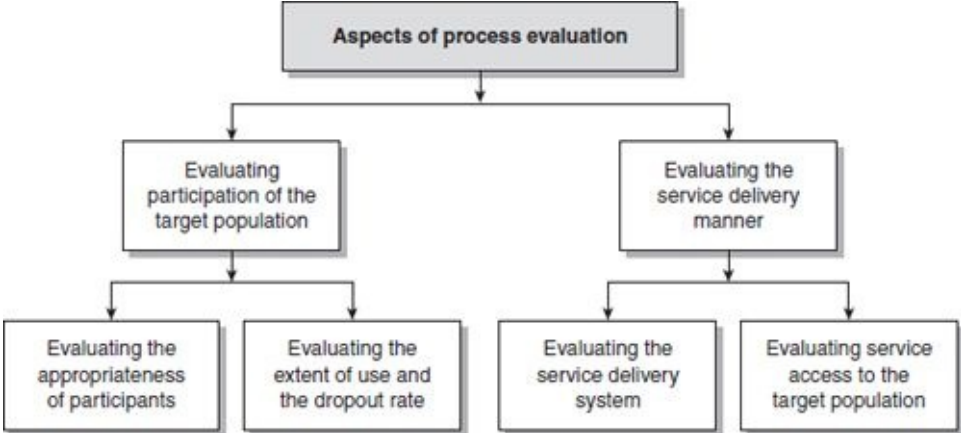 Aspects of process evaluation
Evaluating
participation of the
target population
Evaluating the
service delivery
manner
Evaluating the
appropriateness
of participants
Evaluating the
extent of use and
the dropout rate
Evaluating the
service delivery
system
Evaluating service
access to the
target population